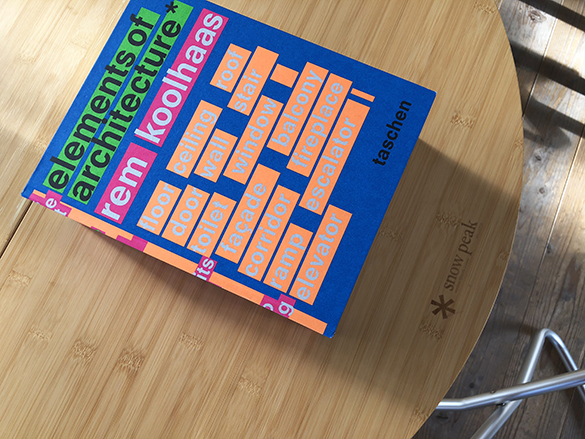 elements of
architecture *
rem koolhaas
floor ceiling roof
door wall stair
toilet window
façade balcony
corridor fireplace
ramp escalator
elevator
taschen
snow peak